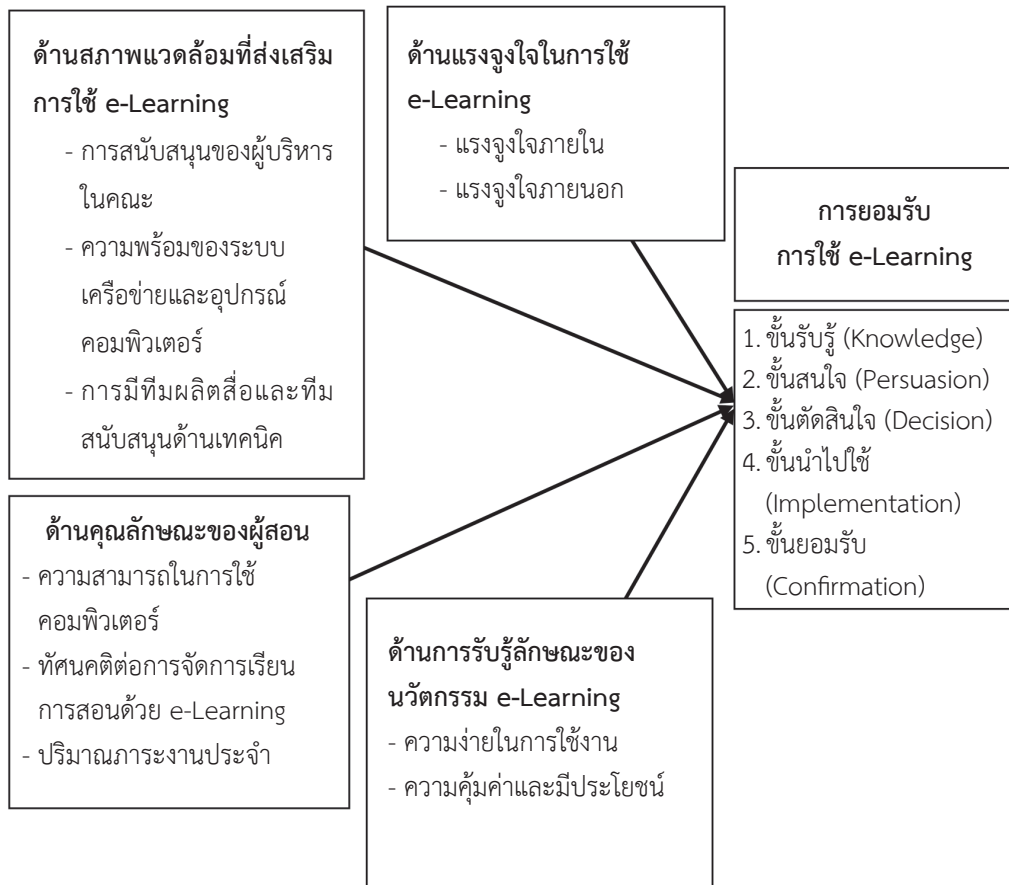 ด้านสภาพแวดล้อมที่ส่งเสริม
การใช้ e-Learning
- การสนับสนุนของผู้บริหาร
ในคณะ
- ความพร้อมของระบบ
เครือข่ายและอุปกรณ์
คอมพิวเตอร์
- การมีทีมผลิตสื่อและทีม
สนับสนุนด้านเทคนิค
ด้านแรงจูงใจในการใช้
e-Learning
- แรงจูงใจภายใน
- แรงจูงใจภายนอก
ด้านคุณลักษณะของผู้สอน
- ความสามารถในการใช้
คอมพิวเตอร์
- ทัศนคติต่อการจัดการเรียน
การสอนด้วย e-Learning
- ปริมาณภาระงานประจำ
ด้านการรับรู้ลักษณะของ
นวัตกรรม e-Learning
- ความง่ายในการใช้งาน
- ความคุ้มค่าและมีประโยชน์
การยอมรับ
การใช้ e-Learning
1. ขั้นรับรู้ (Knowledge)
2. ขั้นสนใจ (Persuasion)
3. ขั้นตัดสินใจ (Decision)
4. ขั้นนำไปใช้
(Implementation)
5. ขั้นยอมรับ
(Confirmation)